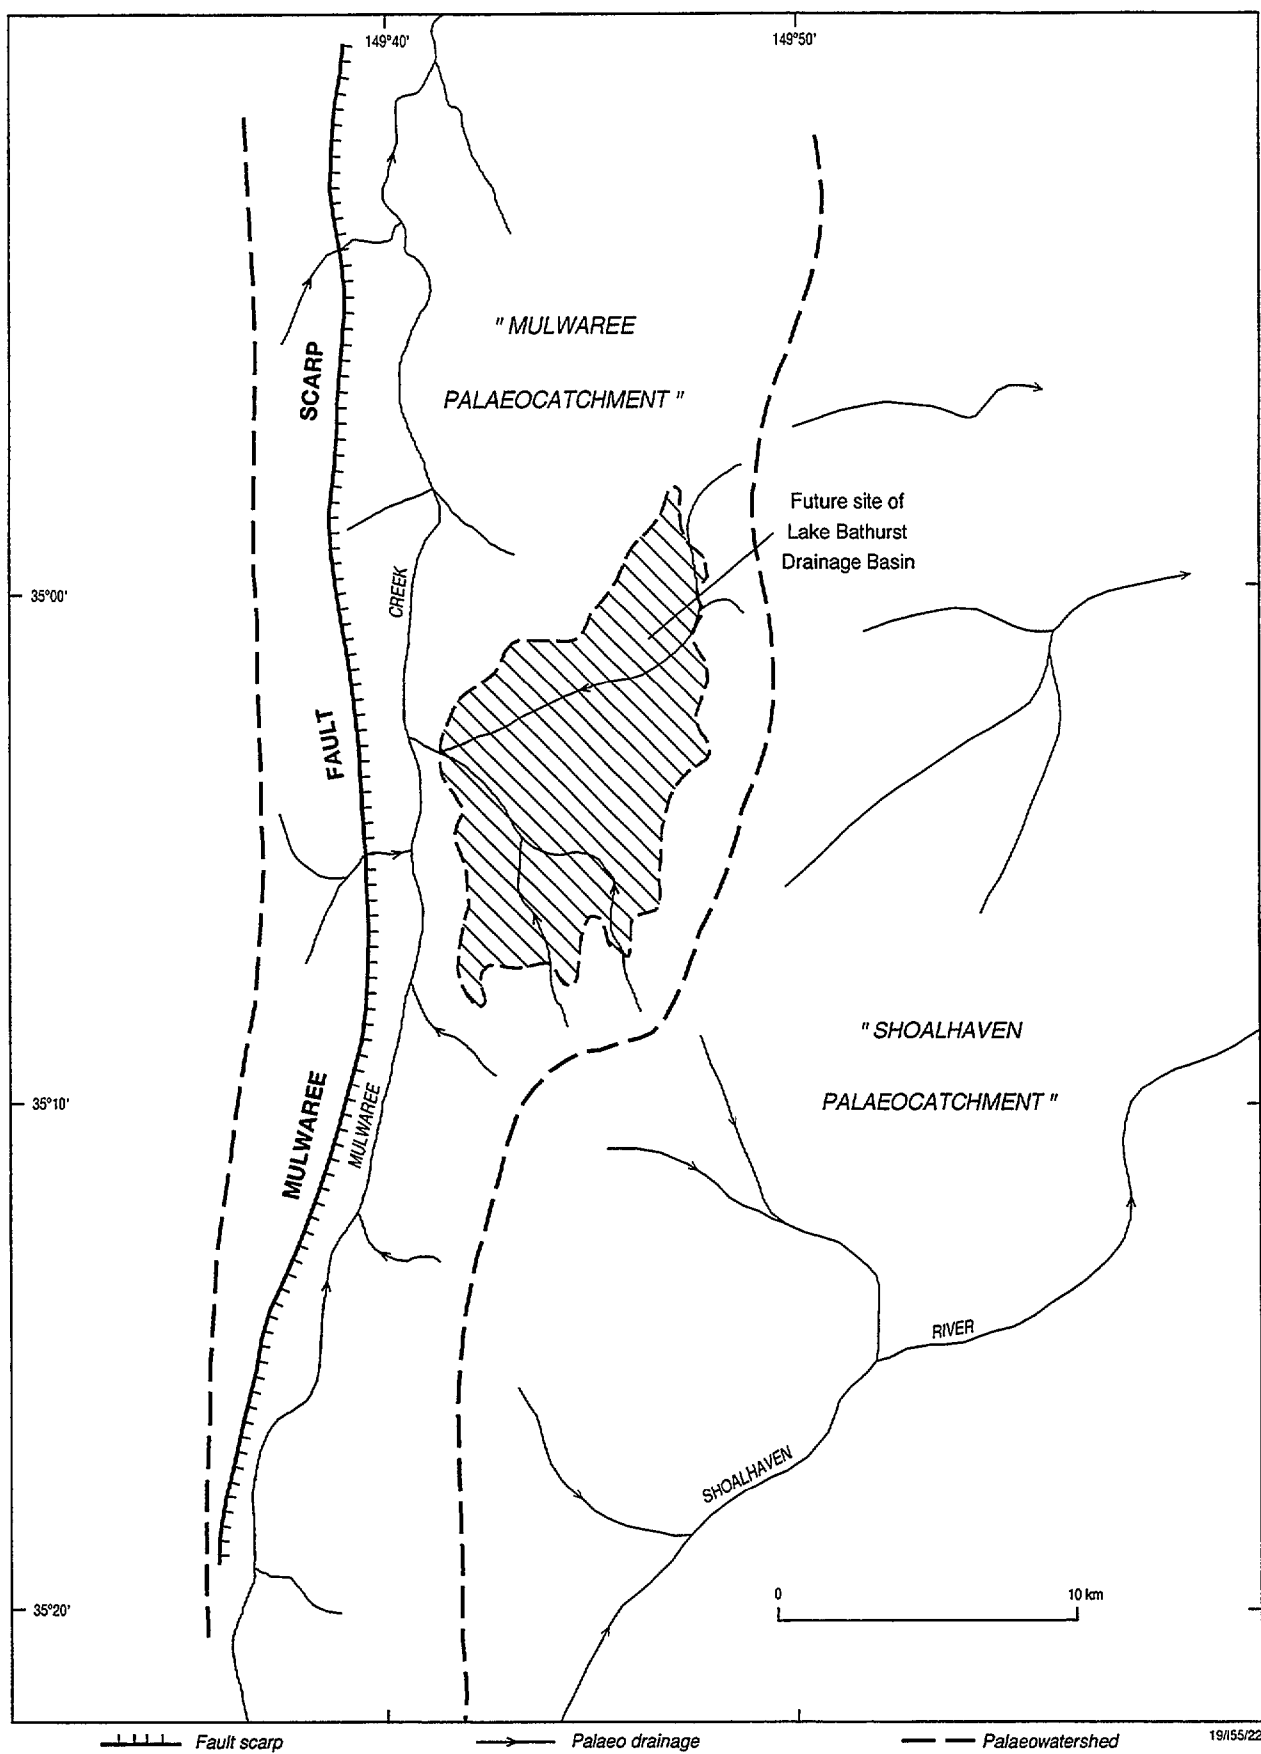 149°40'
149°50'
" MULWAREE
PALAEOCATCHMENT "
SCARP
Future site of
Lake Bathurst
Drainage Basin
CREEK
35°00'
FAULT
" SHOALHAVEN
PALAEOCATCHMENT "
35°10'
MULWAREE
MULWAREE
RIVER
SHOALHAVEN
0 10 km
35°20'
Fault scarp
Palaeo drainage
Palaeowatershed
19/I55/22